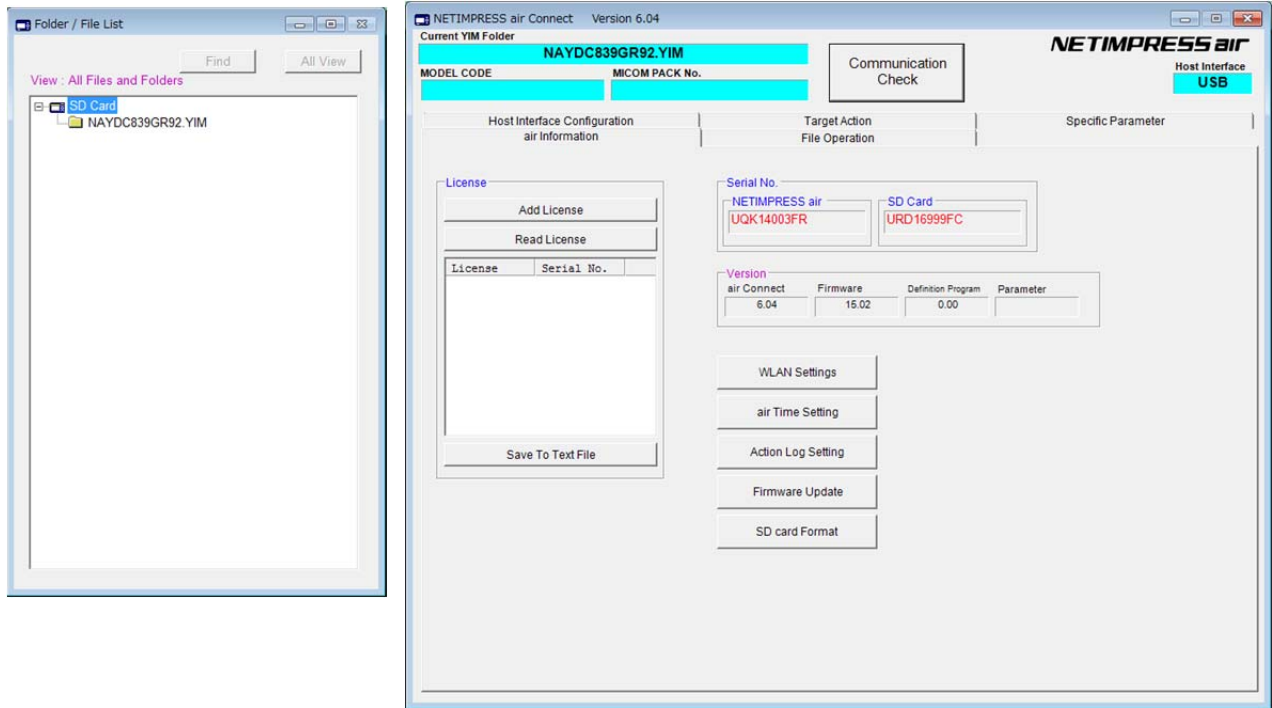 Folder / File List
Find
All View
View : All Files and Folders
SD Card
NAYDC839GR92.YIM
NETIMPRESS air Connect Version 6.04
Current YIM Folder
NAYDC839GR92.YIM
MODEL CODE
MICOM PACK No.
Communication
Check
NETIMPRESS air
Host Interface
USB
Host Interface Configuration
Target Action
Specific Parameter
air Information
File Operation
License
Add License
Read License
License Serial No.
Save To Text File
Serial No.
NETIMPRESS air
UQK14003FR
SD Card
URD16999FC
Version
air Connect Firmware Definition Program Parameter
6.04 15.02 0.00
WLAN Settings
air Time Setting
Action Log Setting
Firmware Update
SD card Format